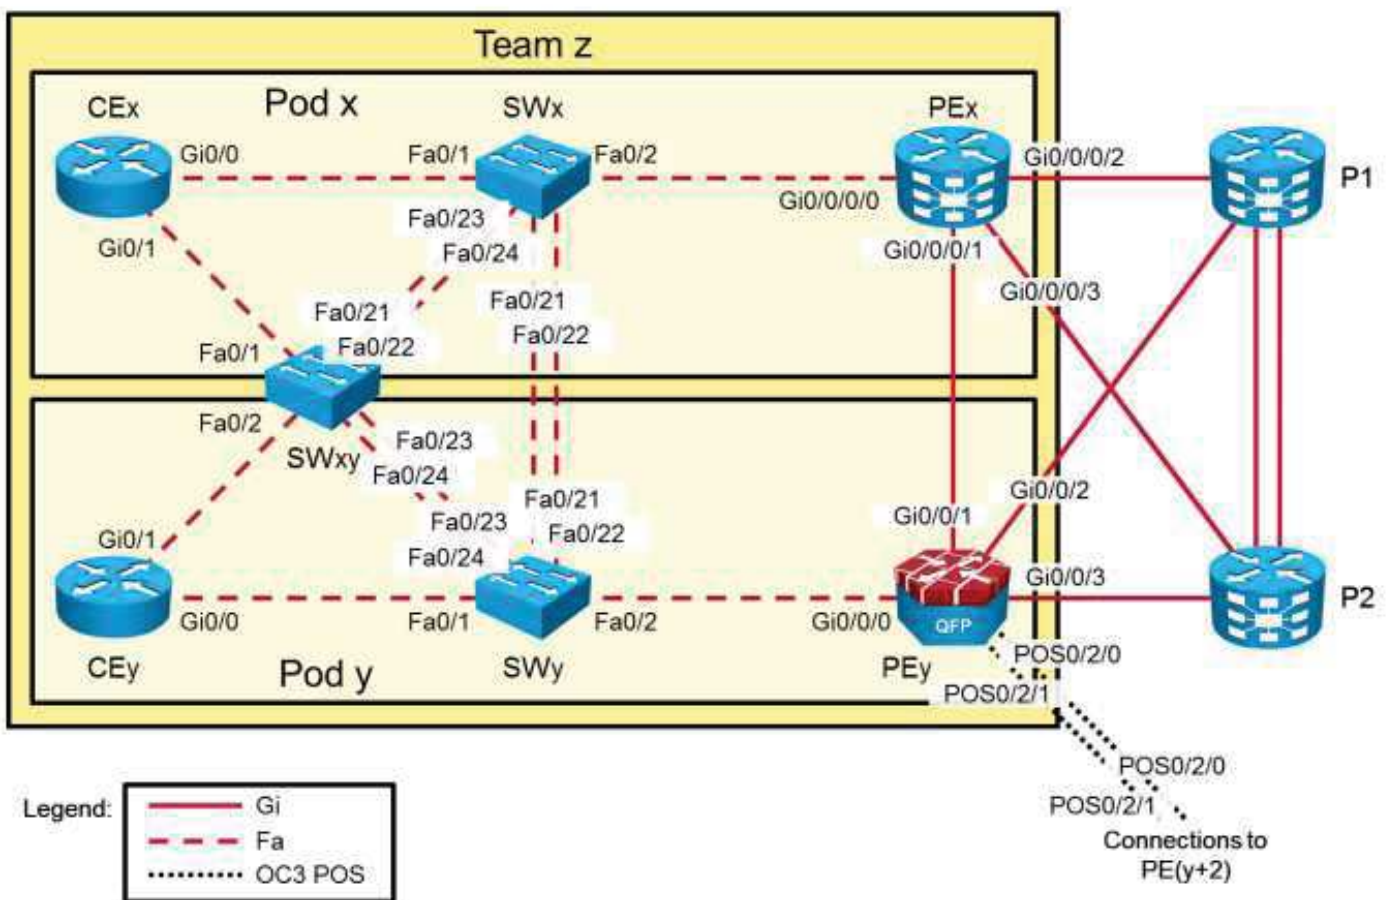 Team z
Pod x
CEx
SWx
PEx
Gi0/0
Fa0/1
Fa0/2
Gi0/0/0/2
P1
Gi0/0/0/0
Fa0/23
Gi0/1
Fa0/24
Gi0/0/0/1
Fa0/21
Gi0/0/0/3
Fa0/21
Fa0/22
Fa0/1
Fa0/22
Fa0/2
Fa0/23
SWxy
Fa0/24
Gi0/0/2
Fa0/21
Fa0/23
Gi0/0/1
Fa0/22
Gi0/1
Fa0/24
Gi0/0/3
P2
Gi0/0
Fa0/1
Fa0/2
Gi0/0/0
QFP
CEy
Pod y
SWy
PEy
POS0/2/0
POS0/2/1
POS0/2/0
POS0/2/1
Connections to
PE(y+2)
Legend:
Gi
Fa
OC3 POS